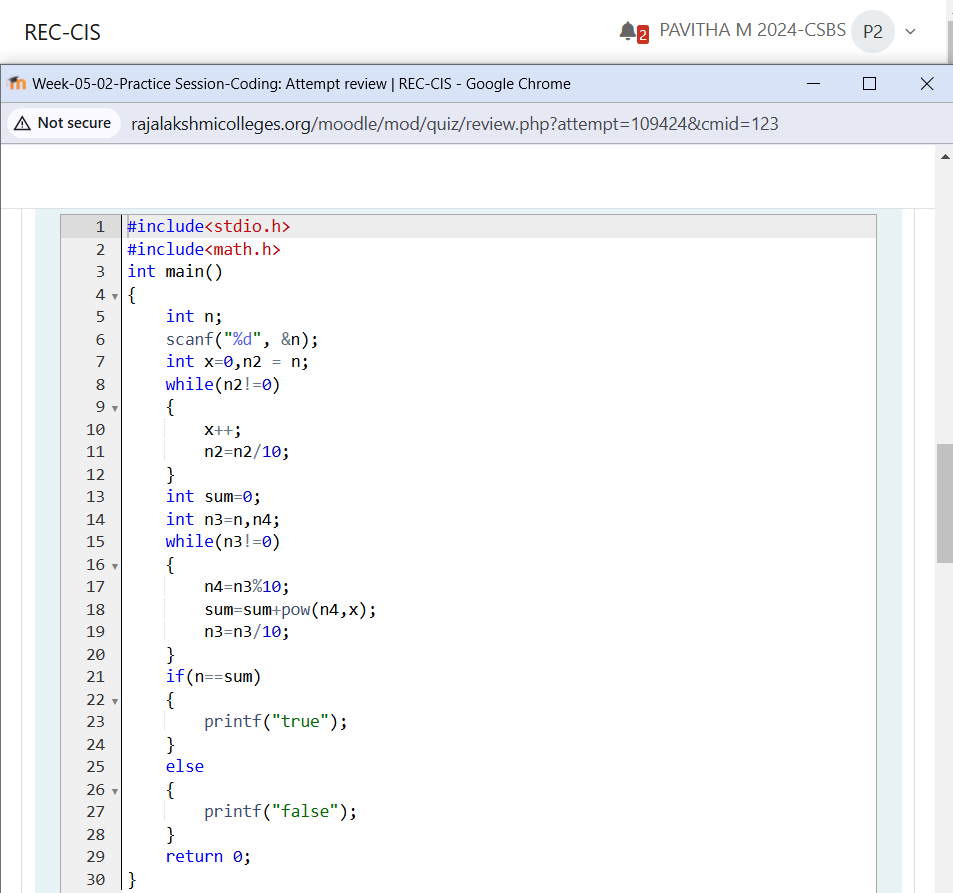 REC-CIS
2 PAVITHA M 2024-CSBS P2
Week-05-02-Practice Session-Coding: Attempt review | REC-CIS - Google Chrome
Not secure rajalakshmicolleges.org/moodle/mod/quiz/review.php?attempt=109424&cmid=123
1 #include<stdio.h>
2 #include<math.h>
3 int main()
4 {
5     int n;
6     scanf("%d", &n);
7     int x=0,n2 = n;
8     while(n2!=0)
9     {
10         x++;
11         n2=n2/10;
12     }
13     int sum=0;
14     int n3=n,n4;
15     while(n3!=0)
16     {
17         n4=n3%10;
18         sum=sum+pow(n4,x);
19         n3=n3/10;
20     }
21     if(n==sum)
22     {
23         printf("true");
24     }
25     else
26     {
27         printf("false");
28     }
29     return 0;
30 }